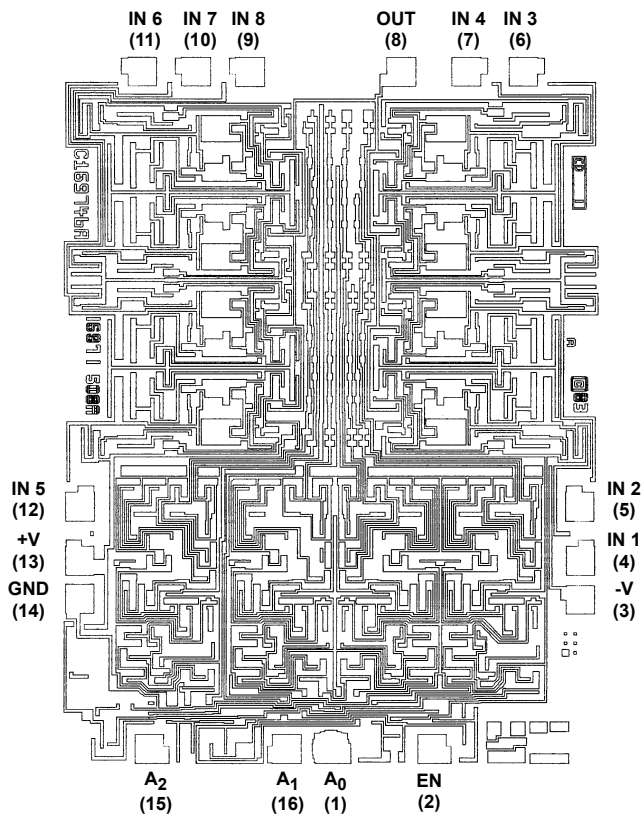 IN 6 IN 7 IN 8 OUT IN 4 IN 3
(11) (10) (9) (8) (7) (6)
IN 5
(12)
+V
(13)
GND
(14)
IN 2
(5)
IN 1
(4)
-V
(3)
A2 A1 A0 EN
(15) (16) (1) (2)